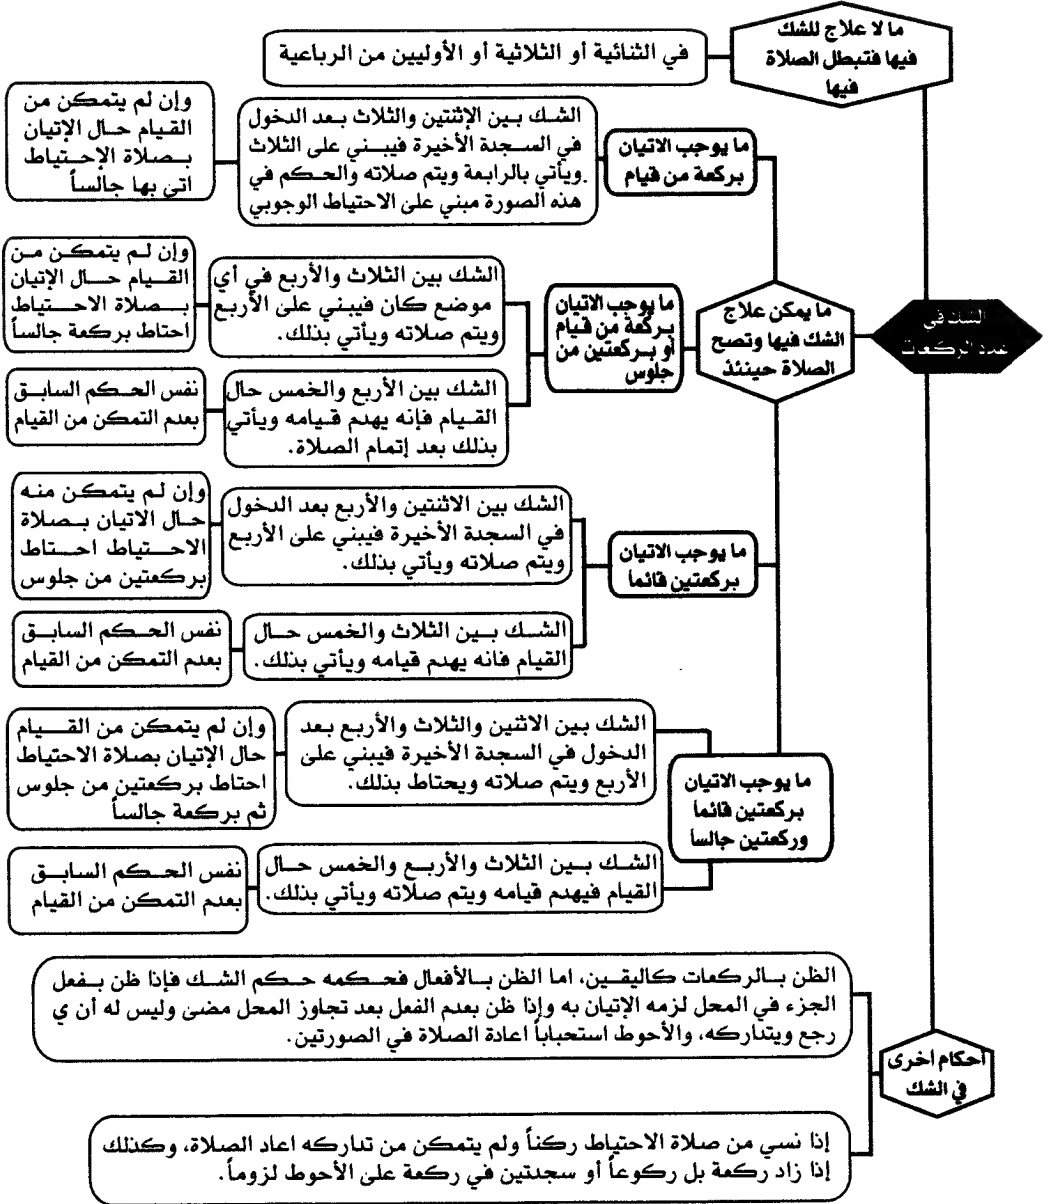 ما لا علاج للشك
فيها فتبطل الصلاة
فيها
في الثنائية أو الثلاثية أو الأوليين من الرباعية
ما يوجب الاتيان
بركعة من قيام
الشك بين الإثنتين والثلاث بعد الدخول
في السجدة الأخيرة فيبني على الثلاث
ويأتي بالرابعة ويتم صلاته والحكم في
هذه الصورة مبني على الاحتياط الوجوبي
وإن لم يتمكن من
القيام حال الإتيان
بصلاة الإحتياط
اتى بها جالساً
الشك في
عدد الركعات
ما يمكن علاج
الشك فيها وتصح
الصلاة حينئذ
ما يوجب الاتيان
بركعة من قيام
أو بركعتين من
جلوس
الشك بين الثلاث والأربع في أي
موضع كان فيبني على الأربع
ويتم صلاته ويأتي بذلك.
وإن لم يتمكن من
القيام حال الإتيان
بصلاة الاحتياط
احتاط بركعة جالساً
الشك بين الأربع والخمس حال
القيام فإنه يهدم قيامه ويأتي
بذلك بعد إتمام الصلاة.
نفس الحكم السابق
بعدم التمكن من القيام
ما يوجب الاتيان
بركعتين قائماً
الشك بين الاثنتين والأربع بعد الدخول
في السجدة الأخيرة فيبني على الأربع
ويتم صلاته ويأتي بذلك.
وإن لم يتمكن منه
حال الاتيان بصلاة
الاحتياط احتاط
بركعتين من جلوس
الشك بين الثلاث والخمس حال
القيام فانه يهدم قيامه ويأتي بذلك.
نفس الحكم السابق
بعدم التمكن من القيام
ما يوجب الاتيان
بركعتين قائماً
وركعتين جالساً
الشك بين الاثنتين والثلاث والأربع بعد
الدخول في السجدة الأخيرة فيبني على
الأربع ويتم صلاته ويحتاط بذلك.
وإن لم يتمكن من القيام
حال الإتيان بصلاة الاحتياط
احتاط بركعتين من جلوس
ثم بركعة جالساً
الشك بين الثلاث والأربع والخمس حال
القيام فيهدم قيامه ويتم صلاته ويأتي بذلك.
نفس الحكم السابق
بعدم التمكن من القيام
أحكام أخرى
في الشك
الظن بالركعات كاليقين، اما الظن بالأفعال فحكمه حكم الشك فإذا ظن بفعل
الجزء في المحل لزمه الإتيان به وإذا ظن بعدم الفعل بعد تجاوز المحل مضى وليس له أن ي
رجع ويتداركه، والأحوط استحباباً اعادة الصلاة في الصورتين.
إذا نسي من صلاة الاحتياط ركناً ولم يتمكن من تداركه اعاد الصلاة، وكذلك
إذا زاد ركعة بل ركوعاً أو سجدتين في ركعة على الأحوط لزوماً.